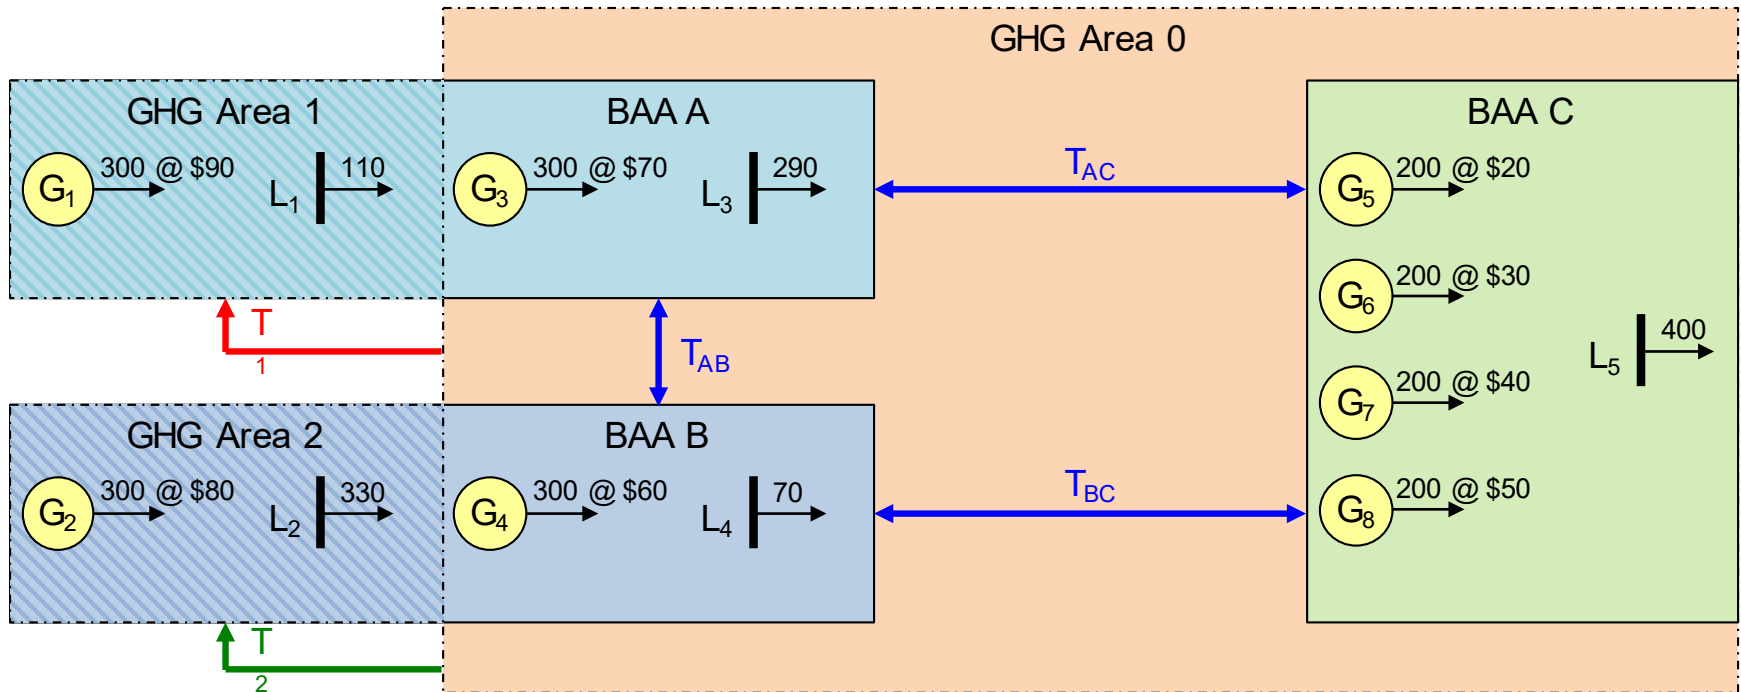 GHG Area 0
GHG Area 1
BAA A
BAA C
G1
300 @ $90
L1
110
G3
300 @ $70
L3
290
TAC
G5
200 @ $20
G6
200 @ $30
T
1
TAB
L5
400
G7
200 @ $40
GHG Area 2
BAA B
G2
300 @ $80
L2
330
G4
300 @ $60
L4
70
TBC
G8
200 @ $50
T
2